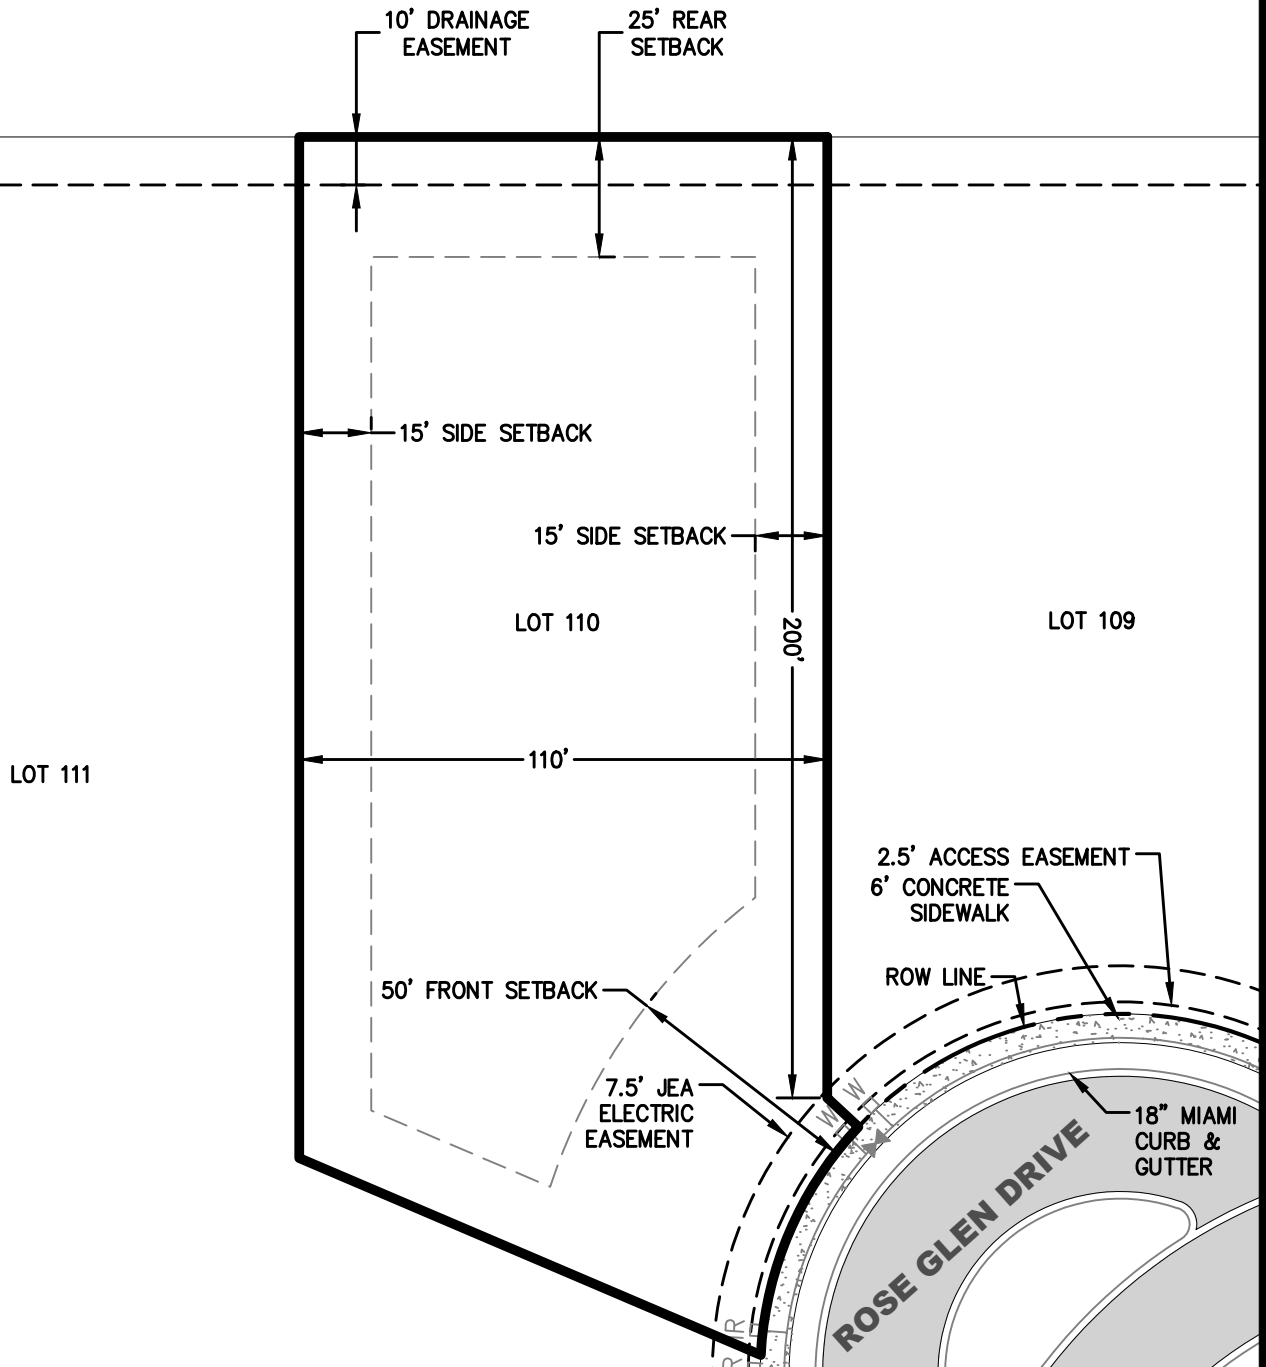 10' DRAINAGE
EASEMENT
25' REAR
SETBACK
15' SIDE SETBACK
15' SIDE SETBACK
LOT 110
200'
LOT 109
110'
LOT 111
2.5' ACCESS EASEMENT
6' CONCRETE
SIDEWALK
ROW LINE
50' FRONT SETBACK
7.5' JEA
ELECTRIC
EASEMENT
W
W
18" MIAMI
CURB &
GUTTER
ROSE GLEN DRIVE